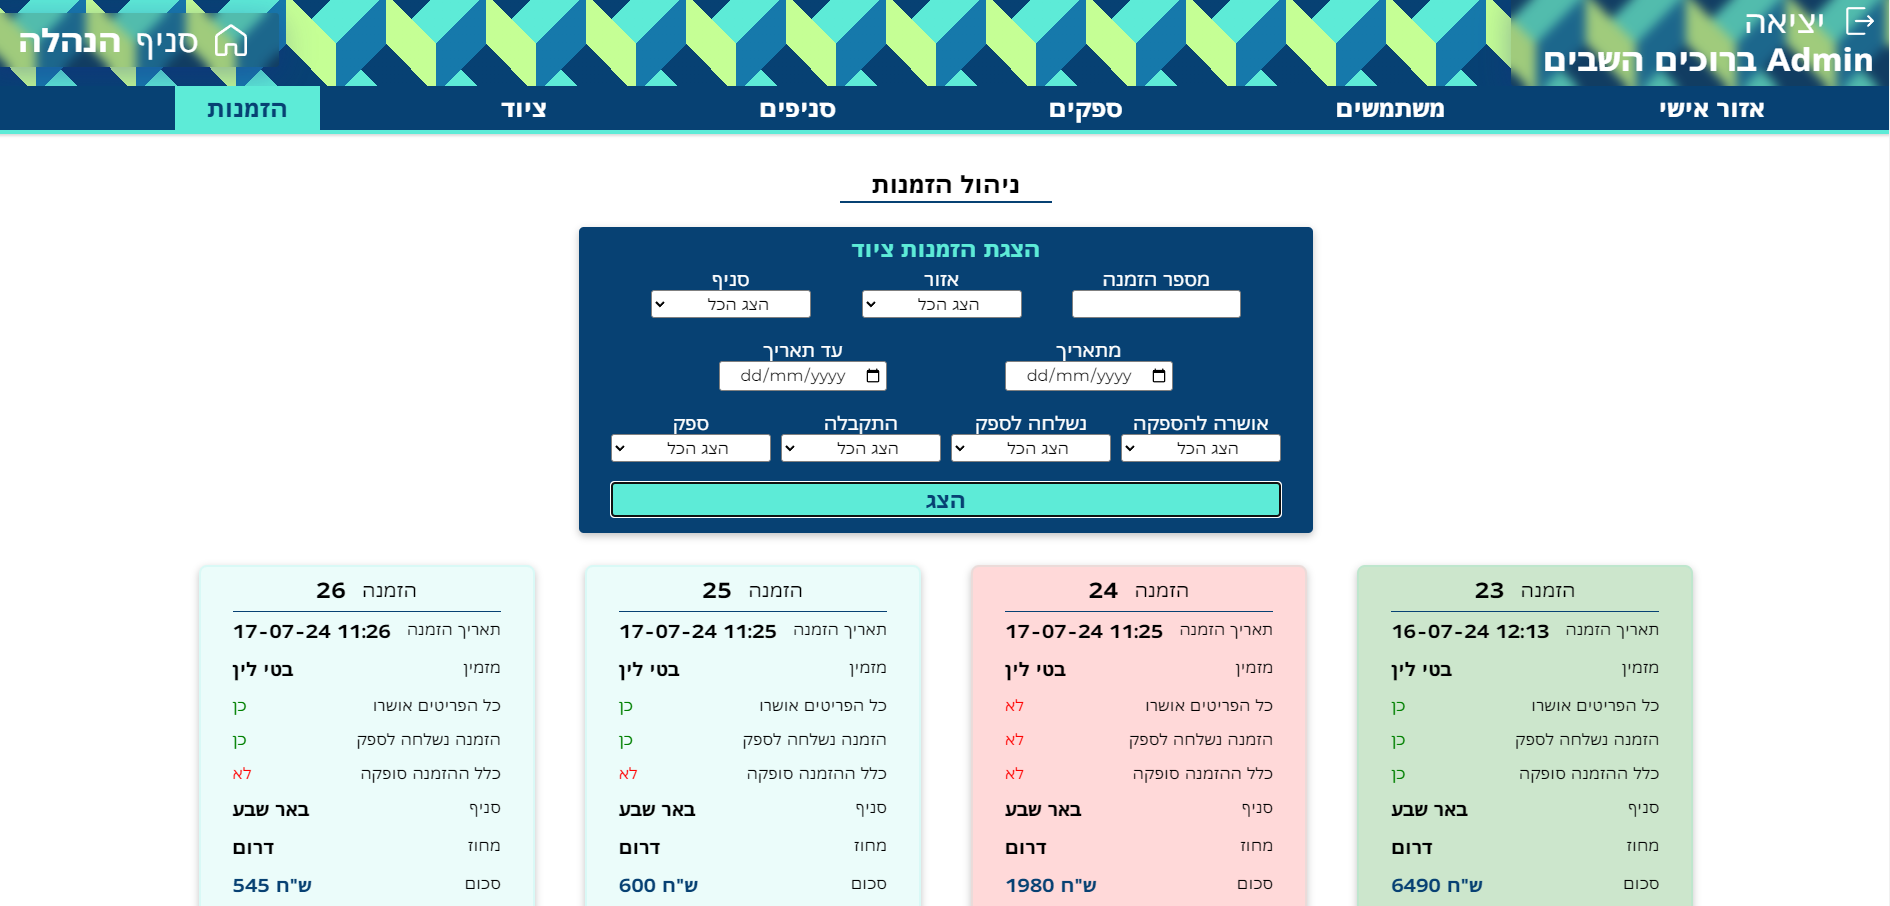 יציאה
ברוכים השבים Admin
סניף הנהלה
אזור אישי
משתמשים
ספקים
סניפים
ציוד
הזמנות
ניהול הזמנות
הצגת הזמנות ציוד
מספר הזמנה
אזור
סניף
הצג הכל
הצג הכל
מתאריך
עד תאריך
dd/mm/yyyy
dd/mm/yyyy
אושרה להספקה
נשלחה לספק
התקבלה
ספק
הצג הכל
הצג הכל
הצג הכל
הצג הכל
הצג
הזמנה 23
תאריך הזמנה 16-07-24 12:13
מזמין בטי לין
כל הפריטים אושרו כן
הזמנה נשלחה לספק כן
כלל ההזמנה סופקה כן
סניף באר שבע
מחוז דרום
סכום 6490 ש"ח
הזמנה 24
תאריך הזמנה 17-07-24 11:25
מזמין בטי לין
כל הפריטים אושרו לא
הזמנה נשלחה לספק לא
כלל ההזמנה סופקה לא
סניף באר שבע
מחוז דרום
סכום 1980 ש"ח
הזמנה 25
תאריך הזמנה 17-07-24 11:25
מזמין בטי לין
כל הפריטים אושרו כן
הזמנה נשלחה לספק כן
כלל ההזמנה סופקה לא
סניף באר שבע
מחוז דרום
סכום 600 ש"ח
הזמנה 26
תאריך הזמנה 17-07-24 11:26
מזמין בטי לין
כל הפריטים אושרו כן
הזמנה נשלחה לספק כן
כלל ההזמנה סופקה לא
סניף באר שבע
מחוז דרום
סכום 545 ש"ח